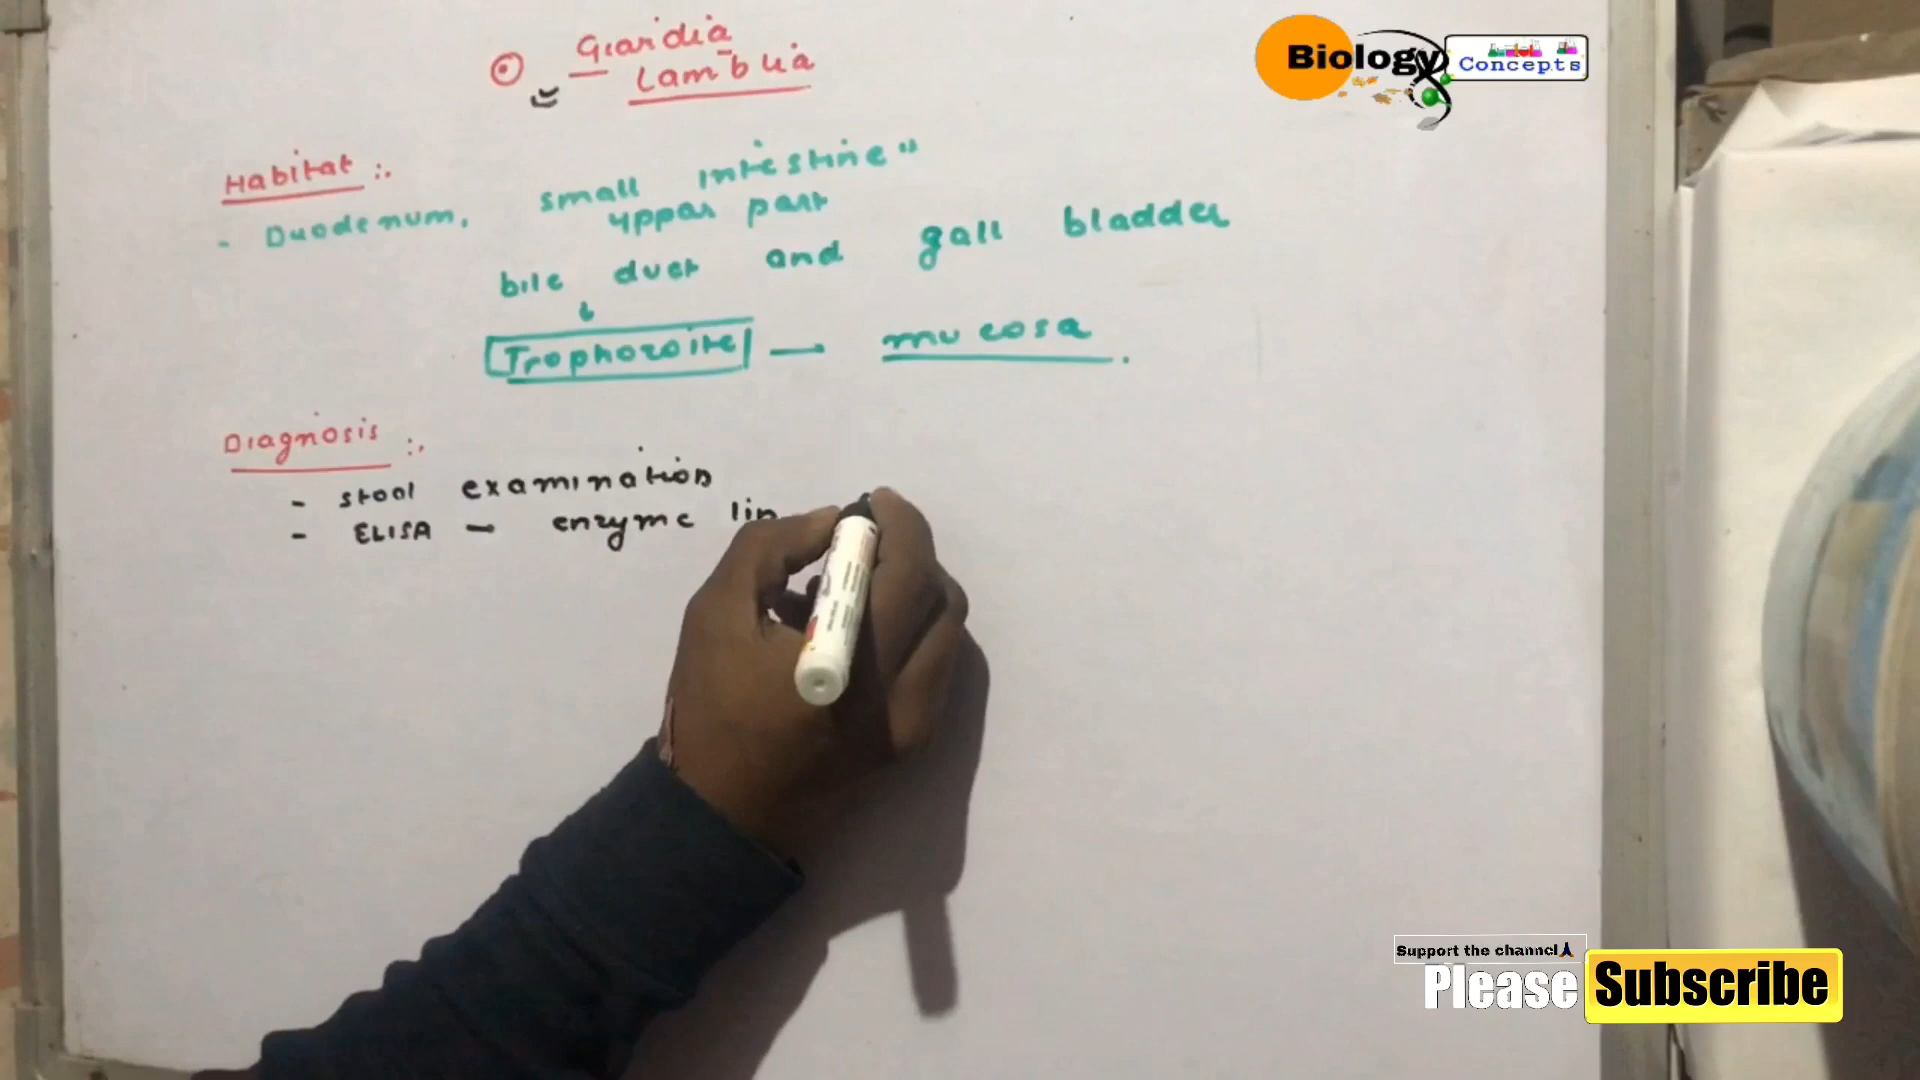 Giardia
Lamblia
Habitat :.
- Duodenum, small intestine"
uppar part
bile duct and gall bladder
Trophozoite → mucosa.
Diagnosis :.
- stool examination
- ELISA - enzyme lin
Biology
Concepts
Support the channel
Please Subscribe